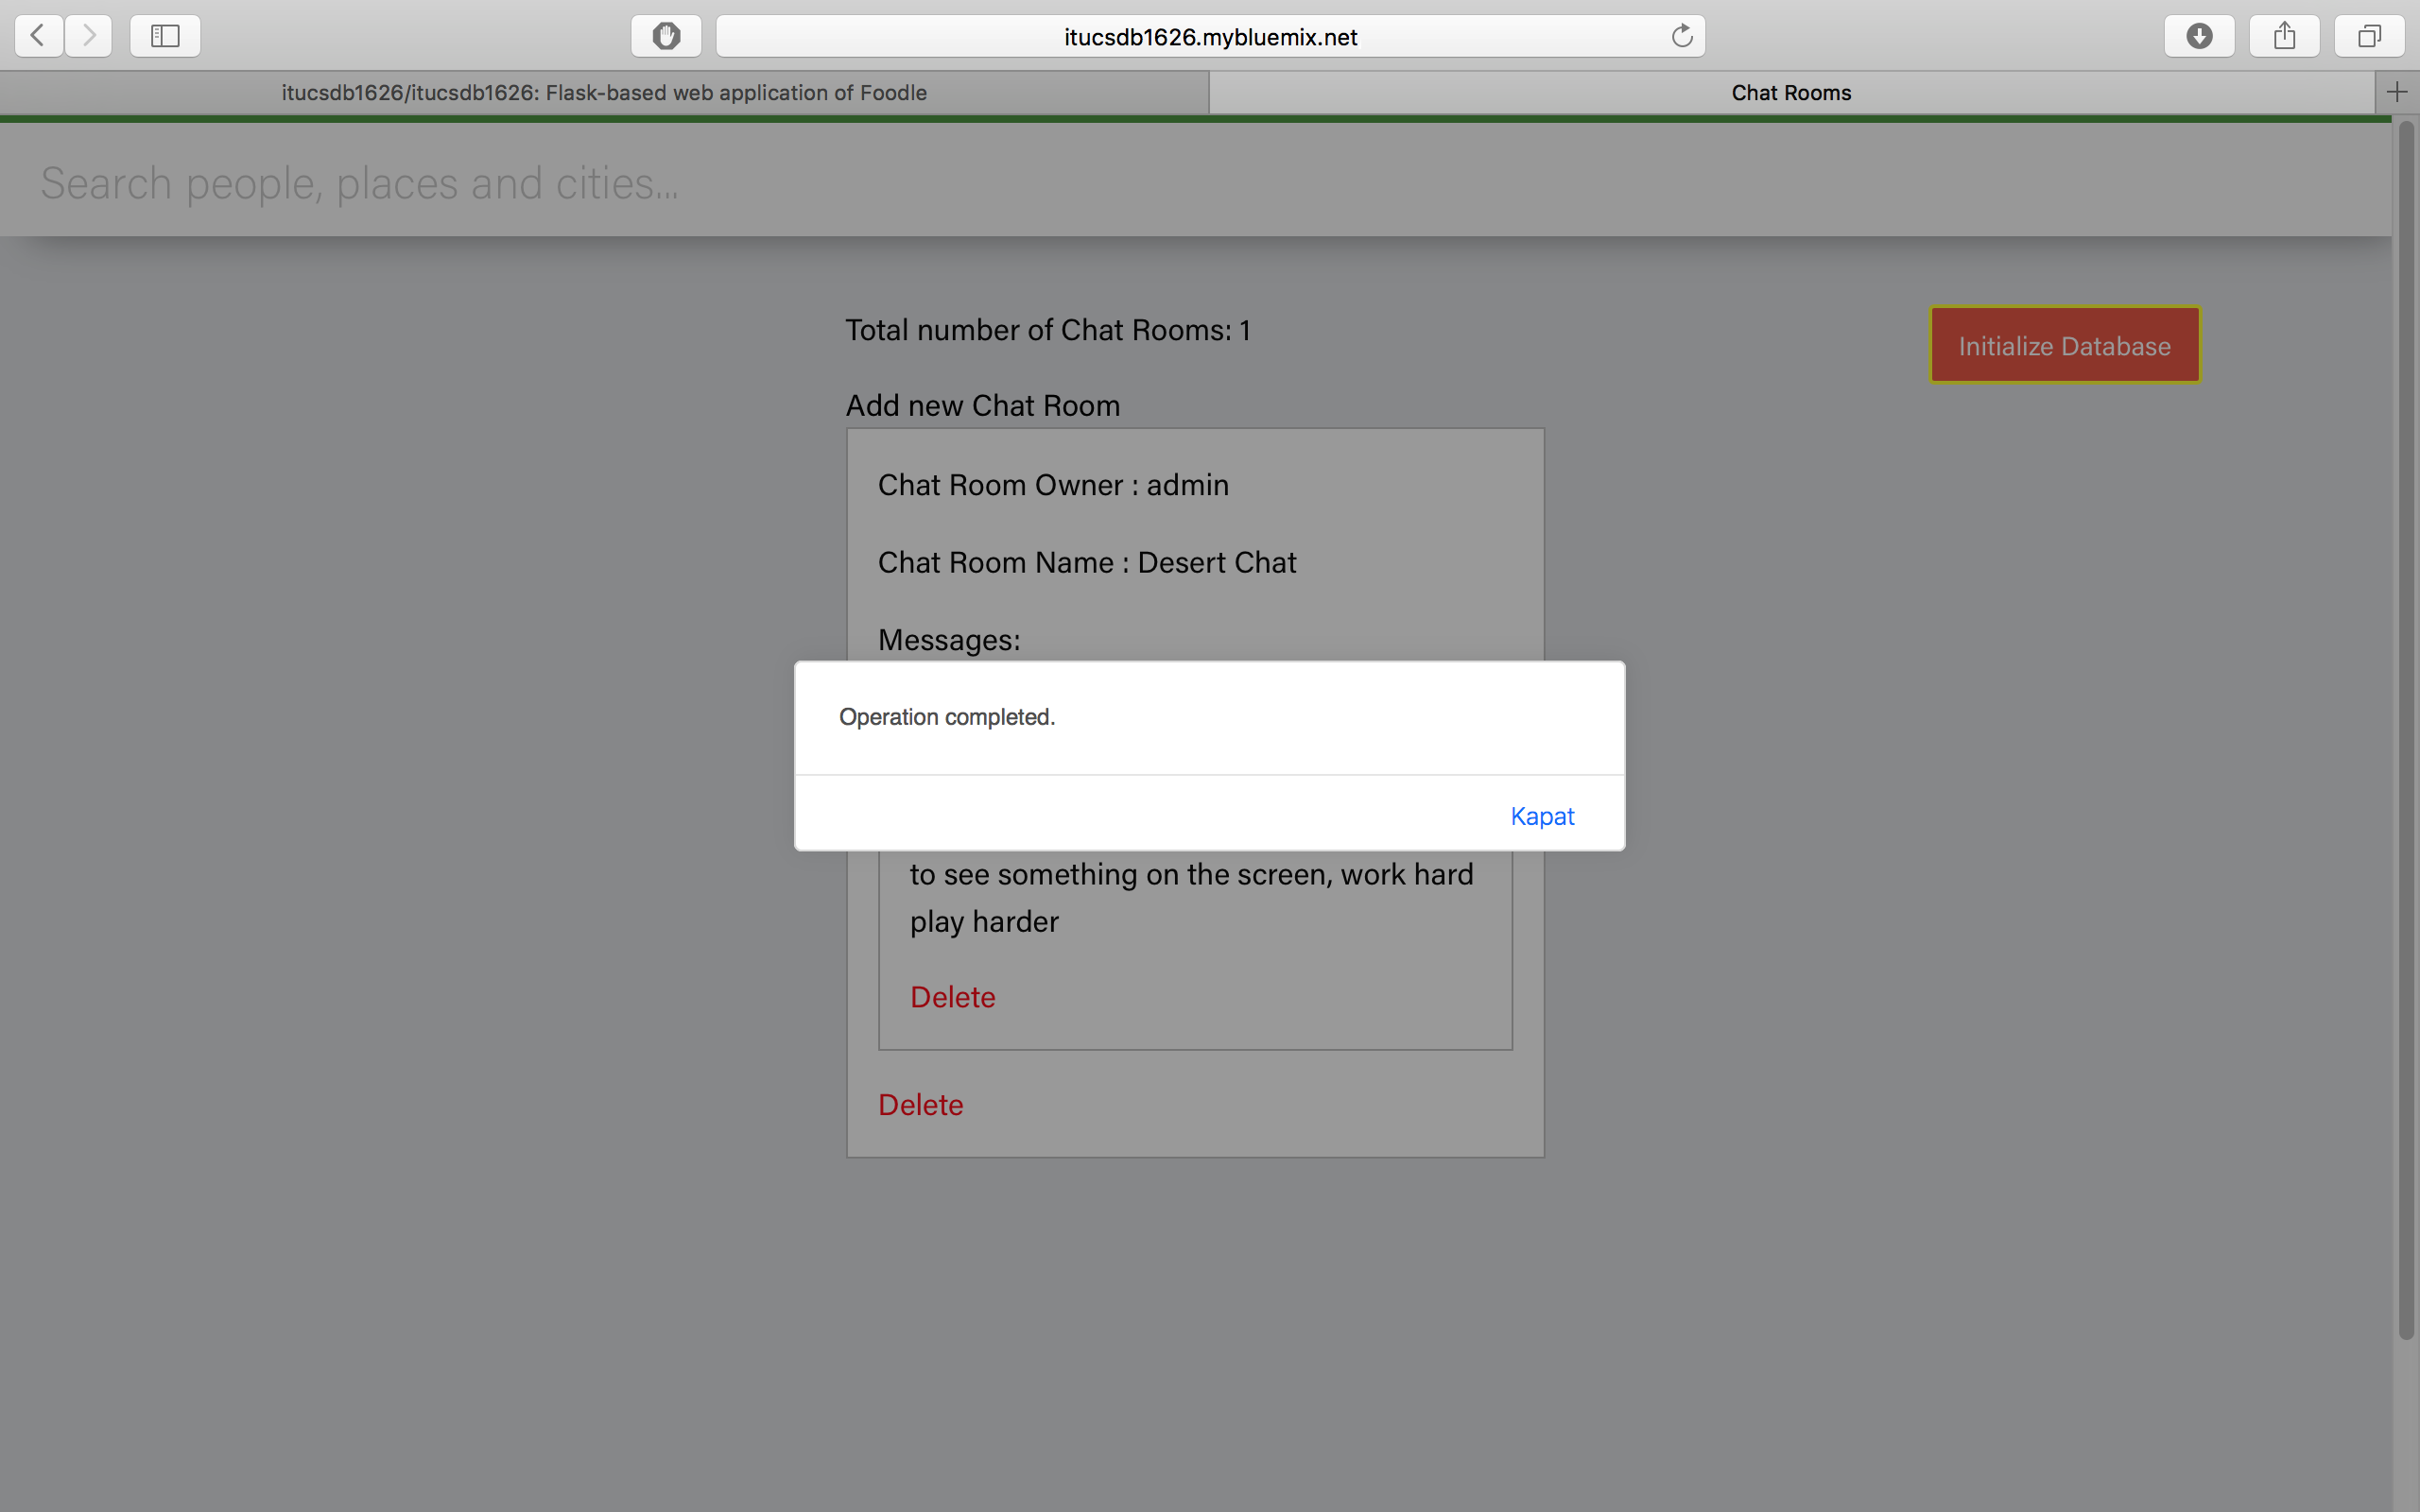 itucsdb1626.mybluemix.net
itucsdb1626/itucsdb1626: Flask-based web application of Foodle
Chat Rooms
Search people, places and cities...
Total number of Chat Rooms: 1
Initialize Database
Add new Chat Room
Chat Room Owner : admin
Chat Room Name : Desert Chat
Messages:
Operation completed.
Kapat
to see something on the screen, work hard
play harder
Delete
Delete